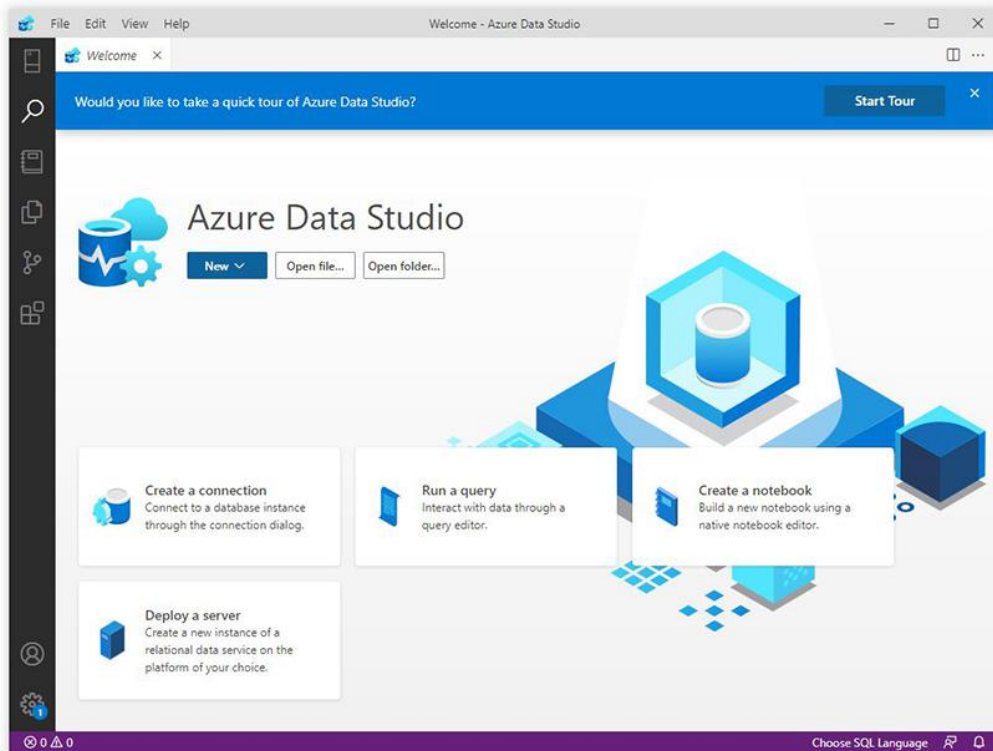 File Edit View Help
Welcome - Azure Data Studio
Welcome
Would you like to take a quick tour of Azure Data Studio?
Start Tour
Azure Data Studio
New
Open file...
Open folder...
Create a connection
Connect to a database instance
through the connection dialog.
Run a query
Interact with data through a
query editor.
Create a notebook
Build a new notebook using a
native notebook editor.
Deploy a server
Create a new instance of a
relational data service on the
platform of your choice.
1
0 0
Choose SQL Language